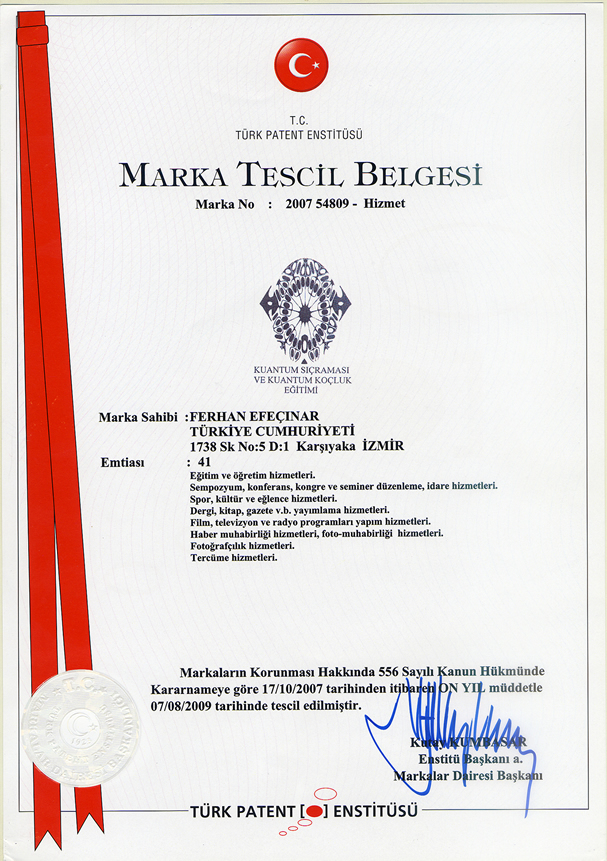 T.C.
TÜRK PATENT ENSTİTÜSÜ
MARKA TESCİL BELGESİ
Marka No : 2007 54809 - Hizmet
KUANTUM SIÇRAMASI
VE KUANTUM KOÇLUK
EĞİTİMİ
Marka Sahibi :FERHAN EFEÇINAR
TÜRKİYE CUMHURİYETİ
1738 Sk No:5 D:1 Karşıyaka İZMİR
Emtiası : 41
Eğitim ve öğretim hizmetleri.
Sempozyum, konferans, kongre ve seminer düzenleme, idare hizmetleri.
Spor, kültür ve eğlence hizmetleri.
Dergi, kitap, gazete v.b. yayımlama hizmetleri.
Film, televizyon ve radyo programları yapım hizmetleri.
Haber muhabirliği hizmetleri, foto-muhabirliği hizmetleri.
Fotoğrafçılık hizmetleri.
Tercüme hizmetleri.
Markaların Korunması Hakkında 556 Sayılı Kanun Hükmünde
Kararnameye göre 17/10/2007 tarihinden itibaren ON YIL müddetle
07/08/2009 tarihinde tescil edilmiştir.
Kutay KUMBASAR
Enstitü Başkanı a.
Markalar Dairesi Başkanı
TÜRK PATENT [ ] ENSTİTÜSÜ